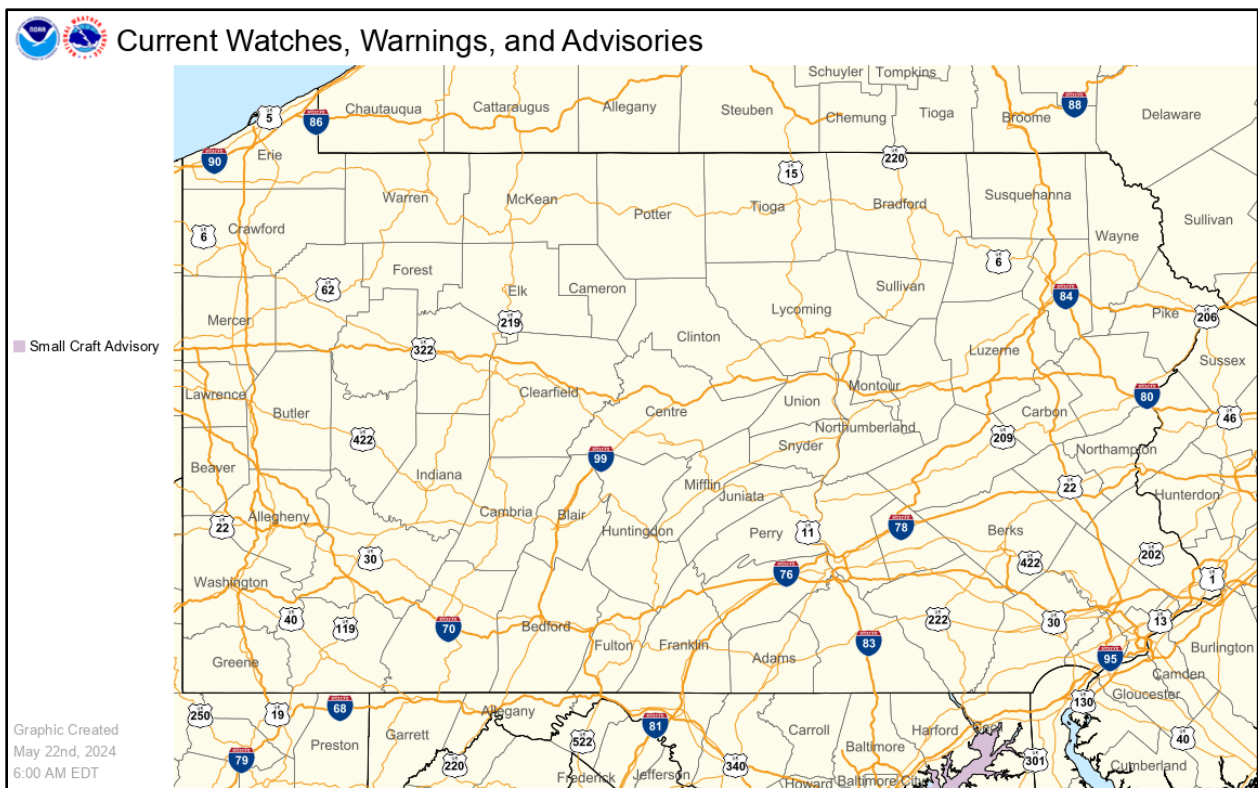 Current Watches, Warnings, and Advisories
Schuyler Tompkins
Chautauqua Cattaraugus Allegany Steuben Chemung Tioga Broome 88 Delaware
5
86
90 Erie
15 220
Warren McKean Potter Tioga Bradford Susquehanna
6 Crawford Wayne Sullivan
Forest 6
62 Elk Cameron Sullivan 84
Mercer 219 Lycoming Pike 206
Small Craft Advisory
322 Clinton Luzerne Sussex
Lawrence Clearfield Montour 80
Butler Centre Union Carbon 46
422 Northumberland 209
Snyder Northampton
Beaver 99
Indiana Mifflin 22
Juniata Hunterdon
Allegheny Cambria Blair
22 Huntingdon Perry 11 78 Berks
30 422 202
Washington 76 1
40 119 70 222 30 13
Bedford Fulton Franklin 83 Burlington
Greene Adams 95
Camden
Gloucester
250 19 68 Allegany 81 130
Graphic Created
Preston Garrett 522 Carroll Harford Cecil 40
May 22nd, 2024
79 220 340 Baltimore 301 Cumberland
6:00 AM EDT
Frederick Jefferson Howard Baltimore City